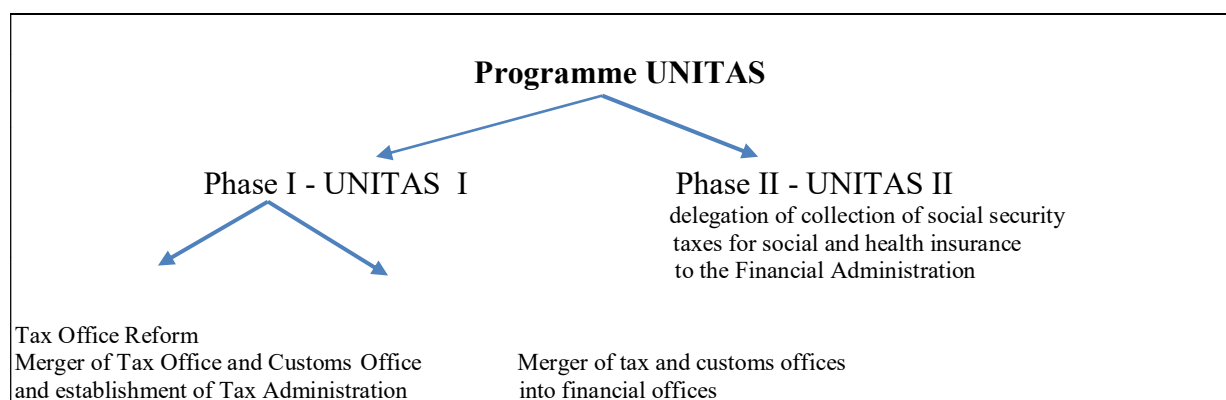 Programme UNITAS
Phase I - UNITAS I
Phase II - UNITAS II
delegation of collection of social security
taxes for social and health insurance
to the Financial Administration
Tax Office Reform
Merger of Tax Office and Customs Office
and establishment of Tax Administration
Merger of tax and customs offices
into financial offices